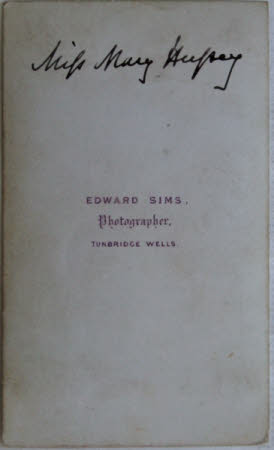 Miss Mary Hussey
EDWARD SIMS,
Photographer,
TUNBRIDGE WELLS.